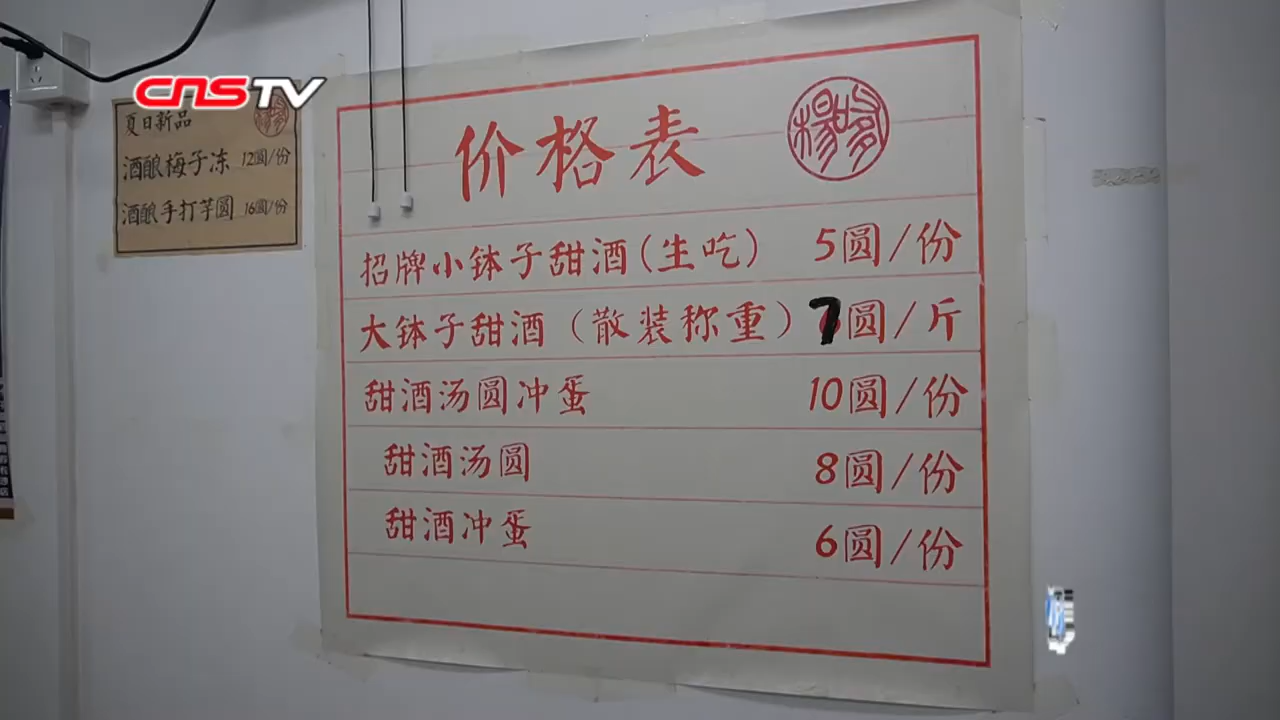 CNSTV
夏日新品
酒酿梅子冻 12圆/份
酒酿手打芋圆 16圆/份
价格表
招牌小钵子甜酒(生吃) 5圆/份
大钵子甜酒（散装称重）7圆/斤
甜酒汤圆冲蛋 10圆/份
甜酒汤圆 8圆/份
甜酒冲蛋 6圆/份